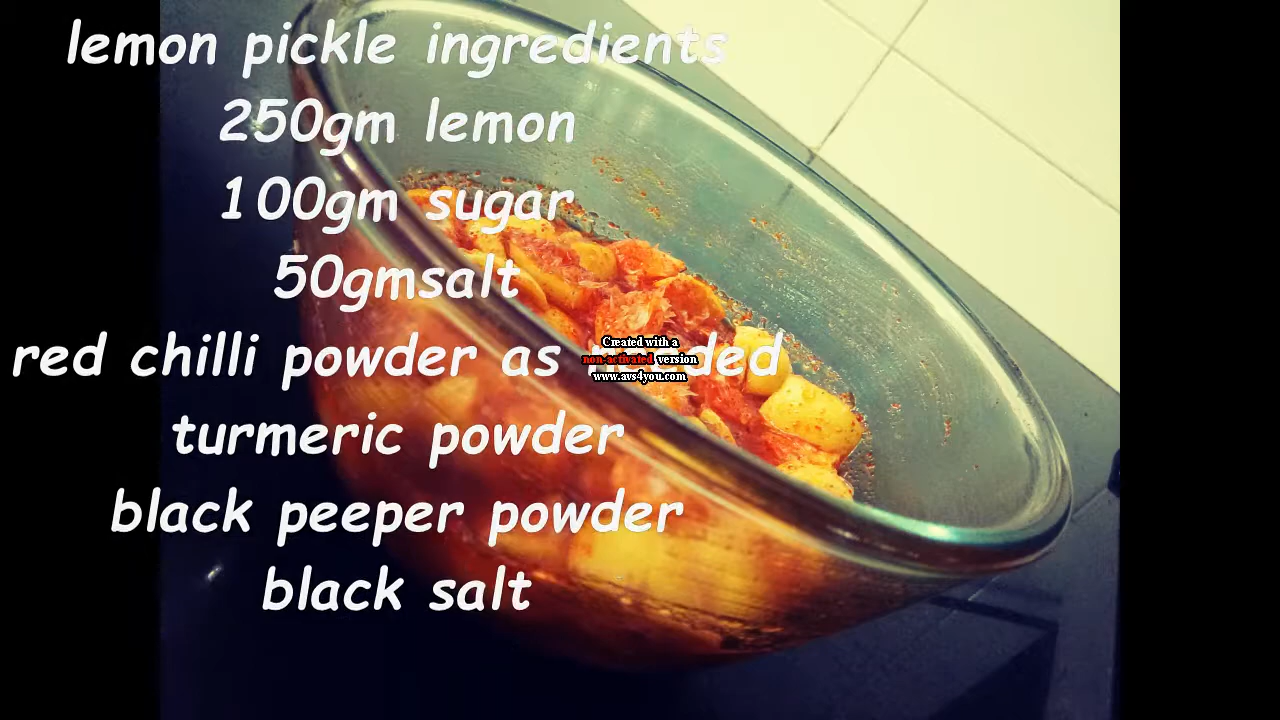 lemon pickle ingredients
250gm lemon
100gm sugar
50gmsalt
red chilli powder as needed
turmeric powder
black peeper powder
black salt
Created with a
non-activated version
www.avs4you.com